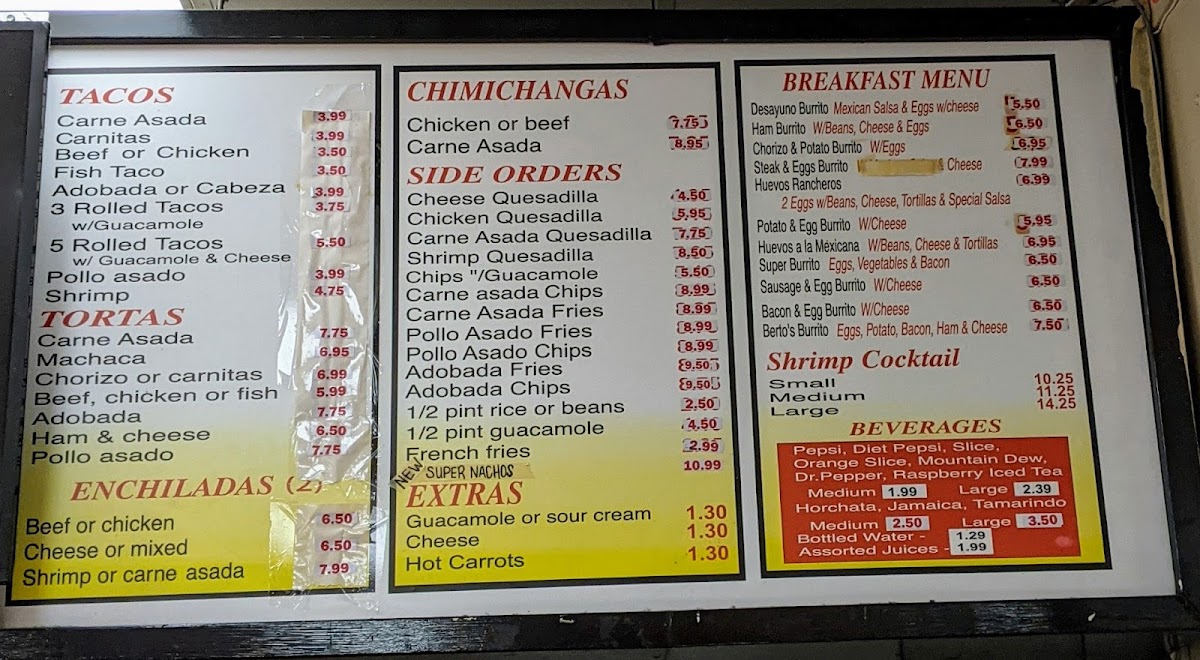 TACOS
Carne Asada 3.99
Carnitas 3.99
Beef or Chicken 3.50
Fish Taco 3.50
Adobada or Cabeza 3.99
3 Rolled Tacos 3.75
w/Guacamole
5 Rolled Tacos 5.50
w/ Guacamole & Cheese
Pollo asado 3.99
Shrimp 4.75
TORTAS
Carne Asada 7.75
Machaca 6.95
Chorizo or carnitas 6.99
Beef, chicken or fish 5.99
Adobada 7.75
Ham & cheese 6.50
Pollo asado 7.75
ENCHILADAS (2)
Beef or chicken 6.50
Cheese or mixed 6.50
Shrimp or carne asada 7.99
CHIMICHANGAS
Chicken or beef 7.75
Carne Asada 8.95
SIDE ORDERS
Cheese Quesadilla 4.50
Chicken Quesadilla 5.95
Carne Asada Quesadilla 7.75
Shrimp Quesadilla 8.50
Chips "/Guacamole 5.50
Carne asada Chips 8.99
Carne Asada Fries 8.99
Pollo Asado Fries 8.99
Pollo Asado Chips 8.99
Adobada Fries 9.50
Adobada Chips 9.50
1/2 pint rice or beans 2.50
1/2 pint guacamole 4.50
French fries 2.99
NEW SUPER NACHOS 10.99
EXTRAS
Guacamole or sour cream 1.30
Cheese 1.30
Hot Carrots 1.30
BREAKFAST MENU
Desayuno Burrito Mexican Salsa & Eggs w/cheese 5.50
Ham Burrito W/Beans, Cheese & Eggs 6.50
Chorizo & Potato Burrito W/Eggs 6.95
Steak & Eggs Burrito & Cheese 7.99
Huevos Rancheros 6.99
2 Eggs w/Beans, Cheese, Tortillas & Special Salsa
Potato & Egg Burrito W/Cheese 5.95
Huevos a la Méxicana W/Beans, Cheese & Tortillas 6.95
Super Burrito Eggs, Vegetables & Bacon 6.50
Sausage & Egg Burrito W/Cheese 6.50
Bacon & Egg Burrito W/Cheese 6.50
Berto's Burrito Eggs, Potato, Bacon, Ham & Cheese 7.50
Shrimp Cocktail
Small 10.25
Medium 11.25
Large 14.25
BEVERAGES
Pepsi, Diet Pepsi, Slice,
Orange Slice, Mountain Dew,
Dr.Pepper, Raspberry Iced Tea
Medium 1.99 Large 2.39
Horchata, Jamaica, Tamarindo
Medium 2.50 Large 3.50
Bottled Water - 1.29
Assorted Juices - 1.99